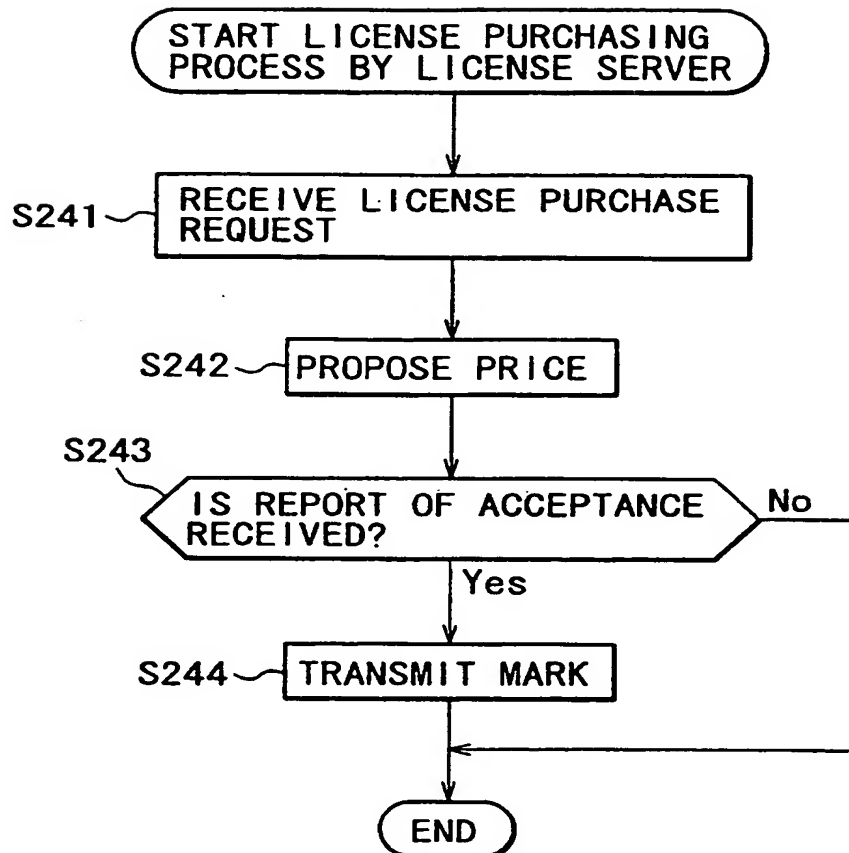 START LICENSE PURCHASING
PROCESS BY LICENSE SERVER
S241
RECEIVE LICENSE PURCHASE
REQUEST
S242
PROPOSE PRICE
S243
IS REPORT OF ACCEPTANCE
RECEIVED?
No
Yes
S244
TRANSMIT MARK
END